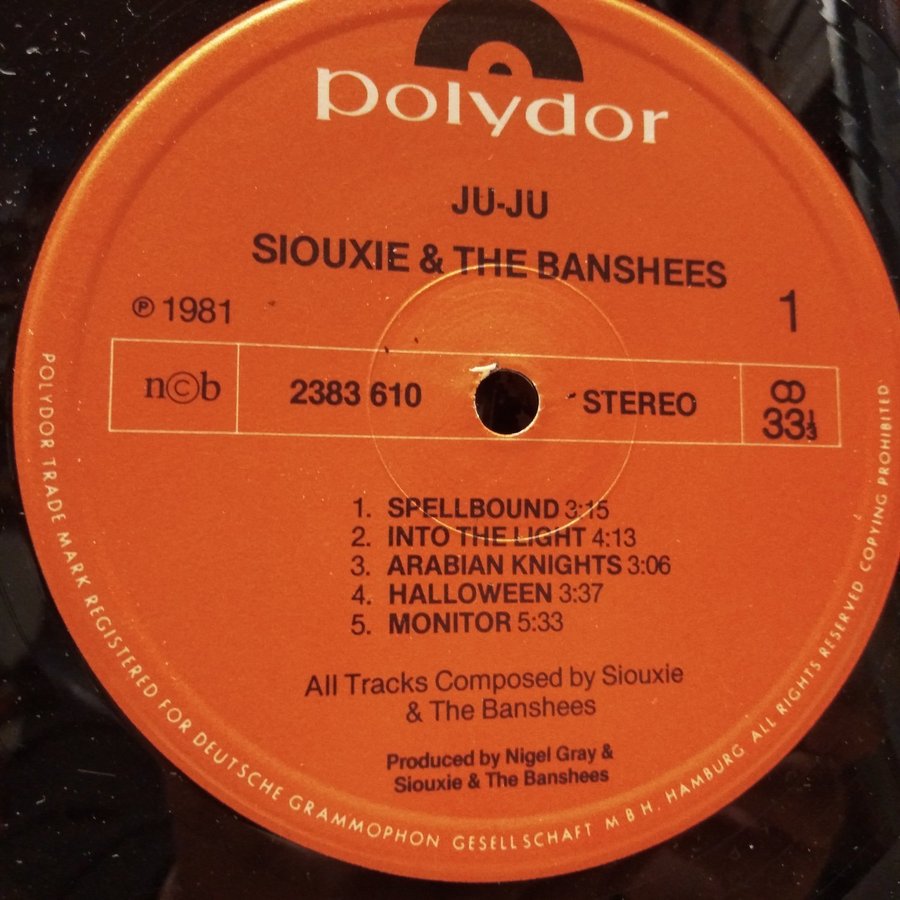 polydor
JU-JU
SIOUXIE & THE BANSHEES
℗ 1981
1
n©b
2383 610
STEREO
33⅓
1. SPELLBOUND 3:15
2. INTO THE LIGHT 4:13
3. ARABIAN KNIGHTS 3:06
4. HALLOWEEN 3:37
5. MONITOR 5:33
All Tracks Composed by Siouxie
& The Banshees
Produced by Nigel Gray &
Siouxie & The Banshees
POLYDOR TRADE MARK REGISTERED FOR DEUTSCHE GRAMMOPHON GESELLSCHAFT M B H. HAMBURG ALL RIGHTS RESERVED COPYING PROHIBITED